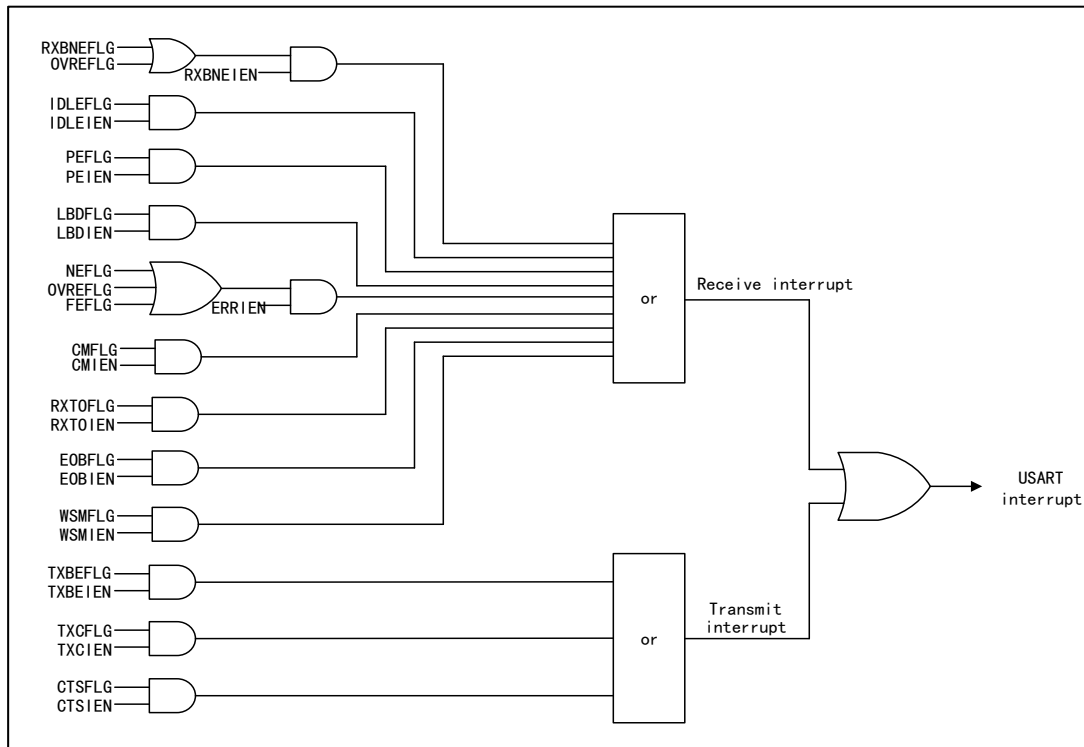 RXBNEFLG
OVREFLG
RXBNEIEN
IDLEFLG
IDLEIEN
PEFLG
PEIEN
LBDFLG
LBDIEN
NEFLG
OVREFLG
FEFLG
ERRIEN
or
Receive interrupt
CMFLG
CMIEN
RXTOFLG
RXTOIEN
EOBFLG
EOBIEN
WSMFLG
WSMIEN
USART
interrupt
TXBEFLG
TXBEIEN
TXCFLG
TXCIEN
or
Transmit
interrupt
CTSFLG
CTSIEN